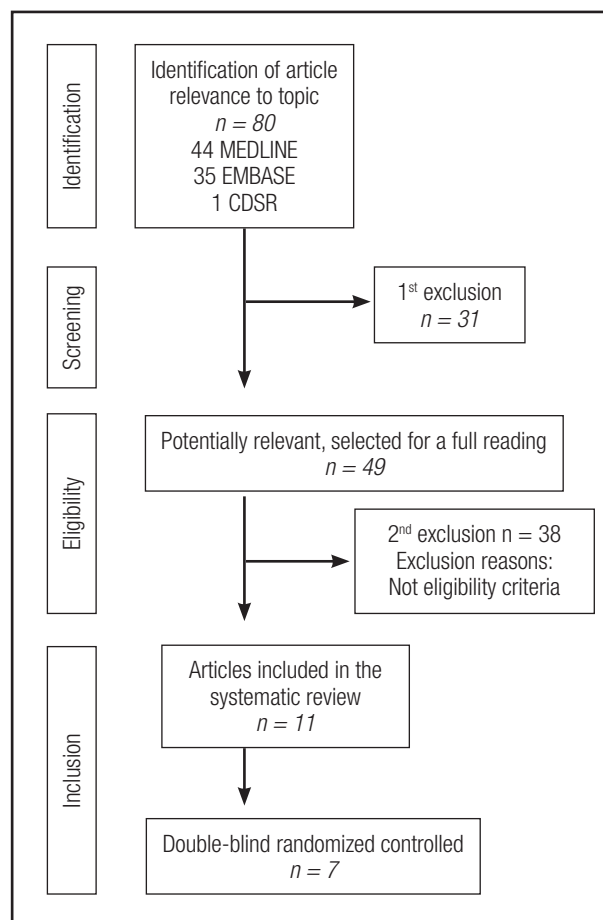 Identification
Identification of article
relevance to topic
n = 80
44 MEDLINE
35 EMBASE
1 CDSR
Screening
1st exclusion
n = 31
Eligibility
Potentially relevant, selected for a full reading
n = 49
2nd exclusion n = 38
Exclusion reasons:
Not eligibility criteria
Inclusion
Articles included in the
systematic review
n = 11
Double-blind randomized controlled
n = 7